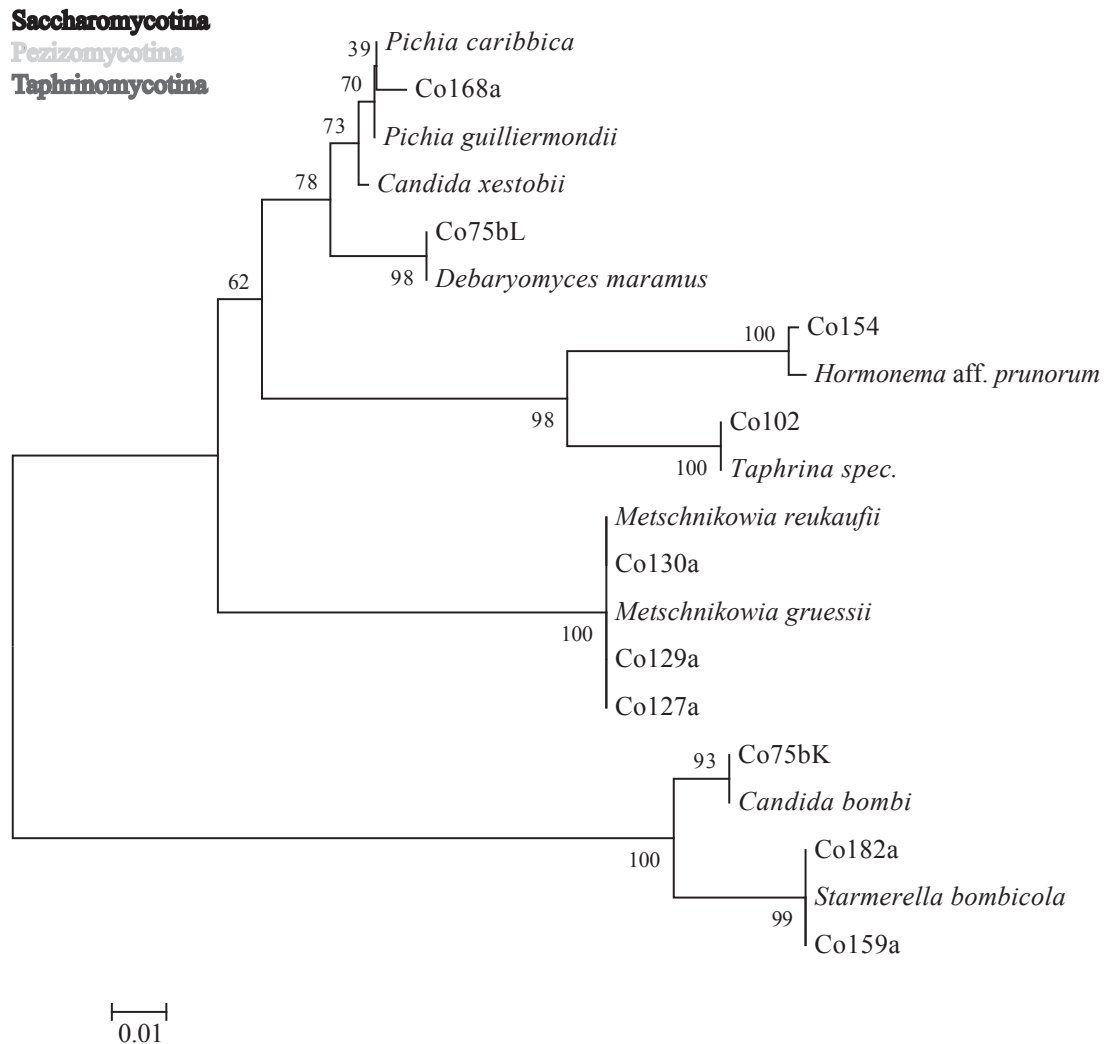 Saccharomycotina
Pezizomycotina
Taphrinomycotina
39
Pichia caribbica
70
Co168a
73
Pichia guilliermondii
78
Candida xestobii
Co75bL
98
Debaryomyces maramus
62
100
Co154
Hormonema aff. prunorum
98
Co102
100
Taphrina spec.
Metschnikowia reukaufii
Co130a
Metschnikowia gruessii
100
Co129a
Co127a
93
Co75bK
Candida bombi
100
Co182a
Starmerella bombicola
99
Co159a
0.01